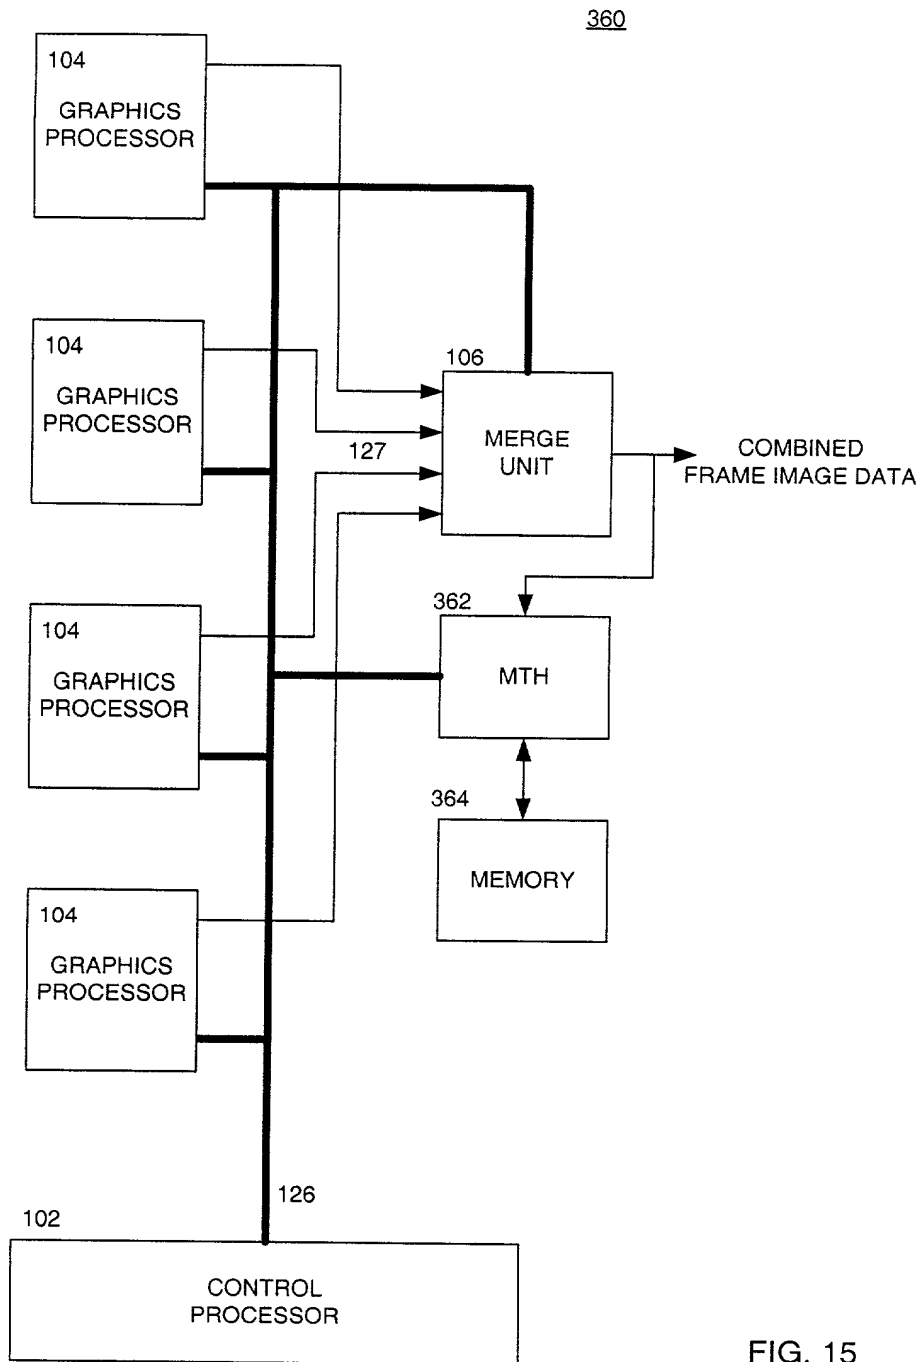 360
104
GRAPHICS
PROCESSOR
104
GRAPHICS
PROCESSOR
106
MERGE
UNIT
127
COMBINED
FRAME IMAGE DATA
104
GRAPHICS
PROCESSOR
362
MTH
364
MEMORY
104
GRAPHICS
PROCESSOR
126
102
CONTROL
PROCESSOR
FIG. 15